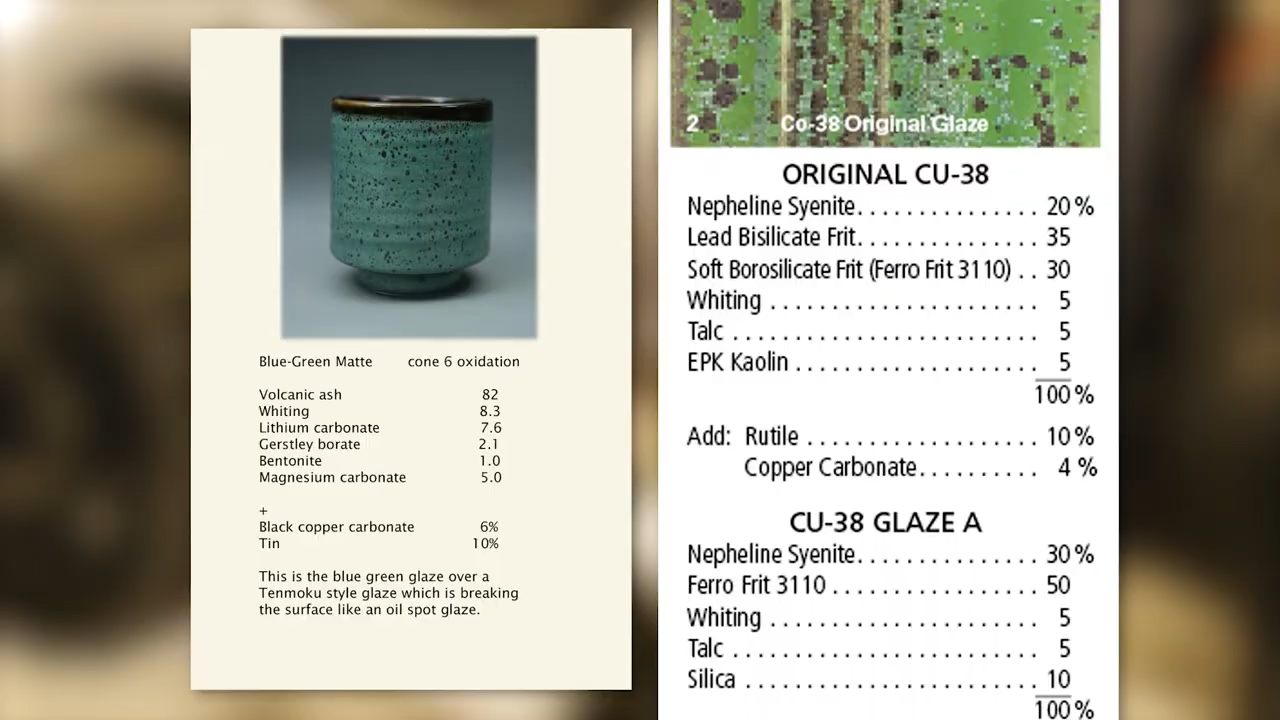 Blue-Green Matte cone 6 oxidation
Volcanic ash 82
Whiting 8.3
Lithium carbonate 7.6
Gerstley borate 2.1
Bentonite 1.0
Magnesium carbonate 5.0
+
Black copper carbonate 6%
Tin 10%
This is the blue green glaze over a
Tenmoku style glaze which is breaking
the surface like an oil spot glaze.
2 Co-38 Original Glaze
ORIGINAL CU-38
Nepheline Syenite. . . . . . . . . . . . . . . 20 %
Lead Bisilicate Frit. . . . . . . . . . . . . . . 35
Soft Borosilicate Frit (Ferro Frit 3110) . . 30
Whiting . . . . . . . . . . . . . . . . . . . . . . 5
Talc . . . . . . . . . . . . . . . . . . . . . . . . . 5
EPK Kaolin . . . . . . . . . . . . . . . . . . . . 5
100 %
Add: Rutile . . . . . . . . . . . . . . . . . . . 10 %
Copper Carbonate. . . . . . . . . . 4 %
CU-38 GLAZE A
Nepheline Syenite. . . . . . . . . . . . . . . 30 %
Ferro Frit 3110 . . . . . . . . . . . . . . . . . 50
Whiting . . . . . . . . . . . . . . . . . . . . . . 5
Talc . . . . . . . . . . . . . . . . . . . . . . . . . 5
Silica . . . . . . . . . . . . . . . . . . . . . . . . 10
100 %